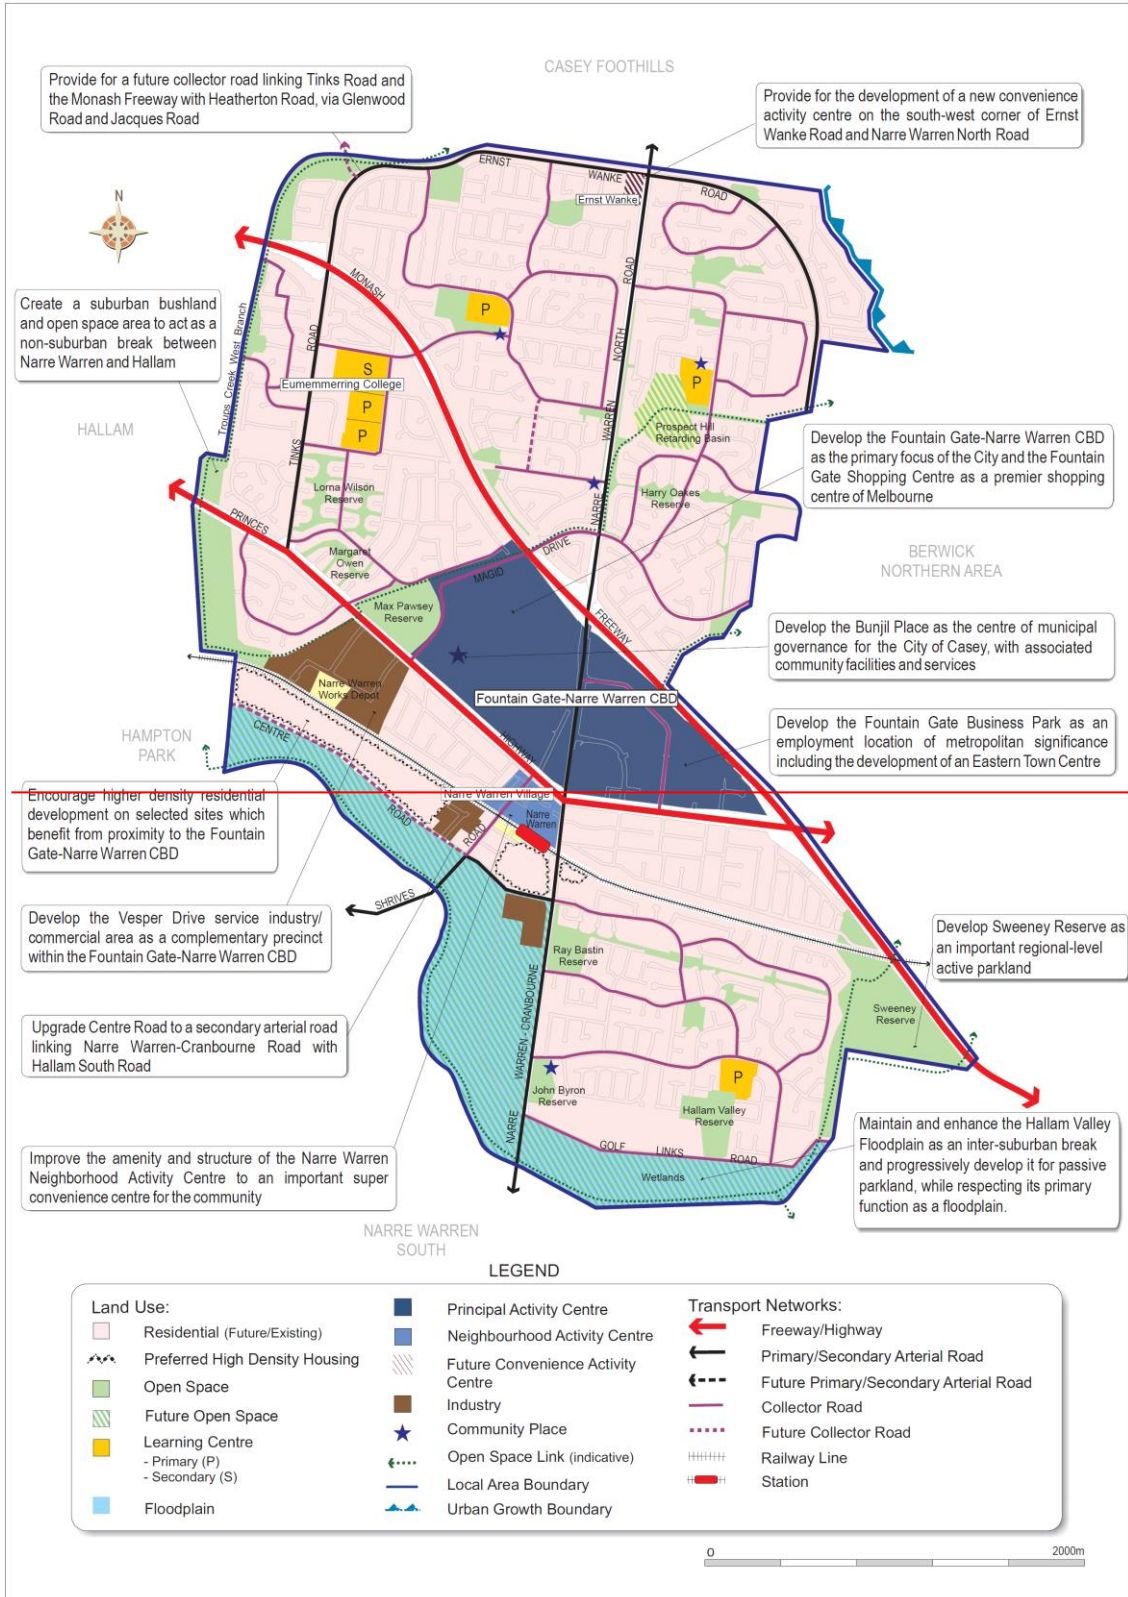 CASEY FOOTHILLS
Provide for a future collector road linking Tinks Road and
the Monash Freeway with Heatherton Road, via Glenwood
Road and Jacques Road
Provide for the development of a new convenience
activity centre on the south-west corner of Ernst
Wanke Road and Narre Warren North Road
ERNST
WANKE
ROAD
Ernst Wanke
N
MONASH
ROAD
NORTH
WARREN
NARRE
Create a suburban bushland
and open space area to act as a
non-suburban break between
Narre Warren and Hallam
Troups Creek West Branch
ROAD
TINKS
P
S
Eumemmerring College
P
P
P
Prospect Hill
Retarding Basin
HALLAM
Develop the Fountain Gate-Narre Warren CBD
as the primary focus of the City and the Fountain
Gate Shopping Centre as a premier shopping
centre of Melbourne
Lorna Wilson
Reserve
Harry Oakes
Reserve
PRINCES
Margaret
Owen
Reserve
MAGID
DRIVE
BERWICK
NORTHERN AREA
Max Pawsey
Reserve
FREEWAY
Develop the Bunjil Place as the centre of municipal
governance for the City of Casey, with associated
community facilities and services
Narre Warren
Works Depot
Fountain Gate-Narre Warren CBD
HIGHWAY
Develop the Fountain Gate Business Park as an
employment location of metropolitan significance
including the development of an Eastern Town Centre
HAMPTON
PARK
CENTRE
ROAD
Encourage higher density residential
development on selected sites which
benefit from proximity to the Fountain
Gate-Narre Warren CBD
Narre Warren Village
Narre
Warren
ROAD
SHRIVES
Develop the Vesper Drive service industry/
commercial area as a complementary precinct
within the Fountain Gate-Narre Warren CBD
Develop Sweeney Reserve as
an important regional-level
active parkland
Ray Bastin
Reserve
Sweeney
Reserve
Upgrade Centre Road to a secondary arterial road
linking Narre Warren-Cranbourne Road with
Hallam South Road
WARREN - CRANBOURNE
NARRE
John Byron
Reserve
P
Hallam Valley
Reserve
GOLF
LINKS
ROAD
Wetlands
Maintain and enhance the Hallam Valley
Floodplain as an inter-suburban break
and progressively develop it for passive
parkland, while respecting its primary
function as a floodplain.
Improve the amenity and structure of the Narre Warren
Neighborhood Activity Centre to an important super
convenience centre for the community
NARRE WARREN
SOUTH
LEGEND
Land Use:
Residential (Future/Existing)
Preferred High Density Housing
Open Space
Future Open Space
Learning Centre
- Primary (P)
- Secondary (S)
Floodplain
Principal Activity Centre
Neighbourhood Activity Centre
Future Convenience Activity
Centre
Industry
Community Place
Open Space Link (indicative)
Local Area Boundary
Urban Growth Boundary
Transport Networks:
Freeway/Highway
Primary/Secondary Arterial Road
Future Primary/Secondary Arterial Road
Collector Road
Future Collector Road
Railway Line
Station
0
2000m